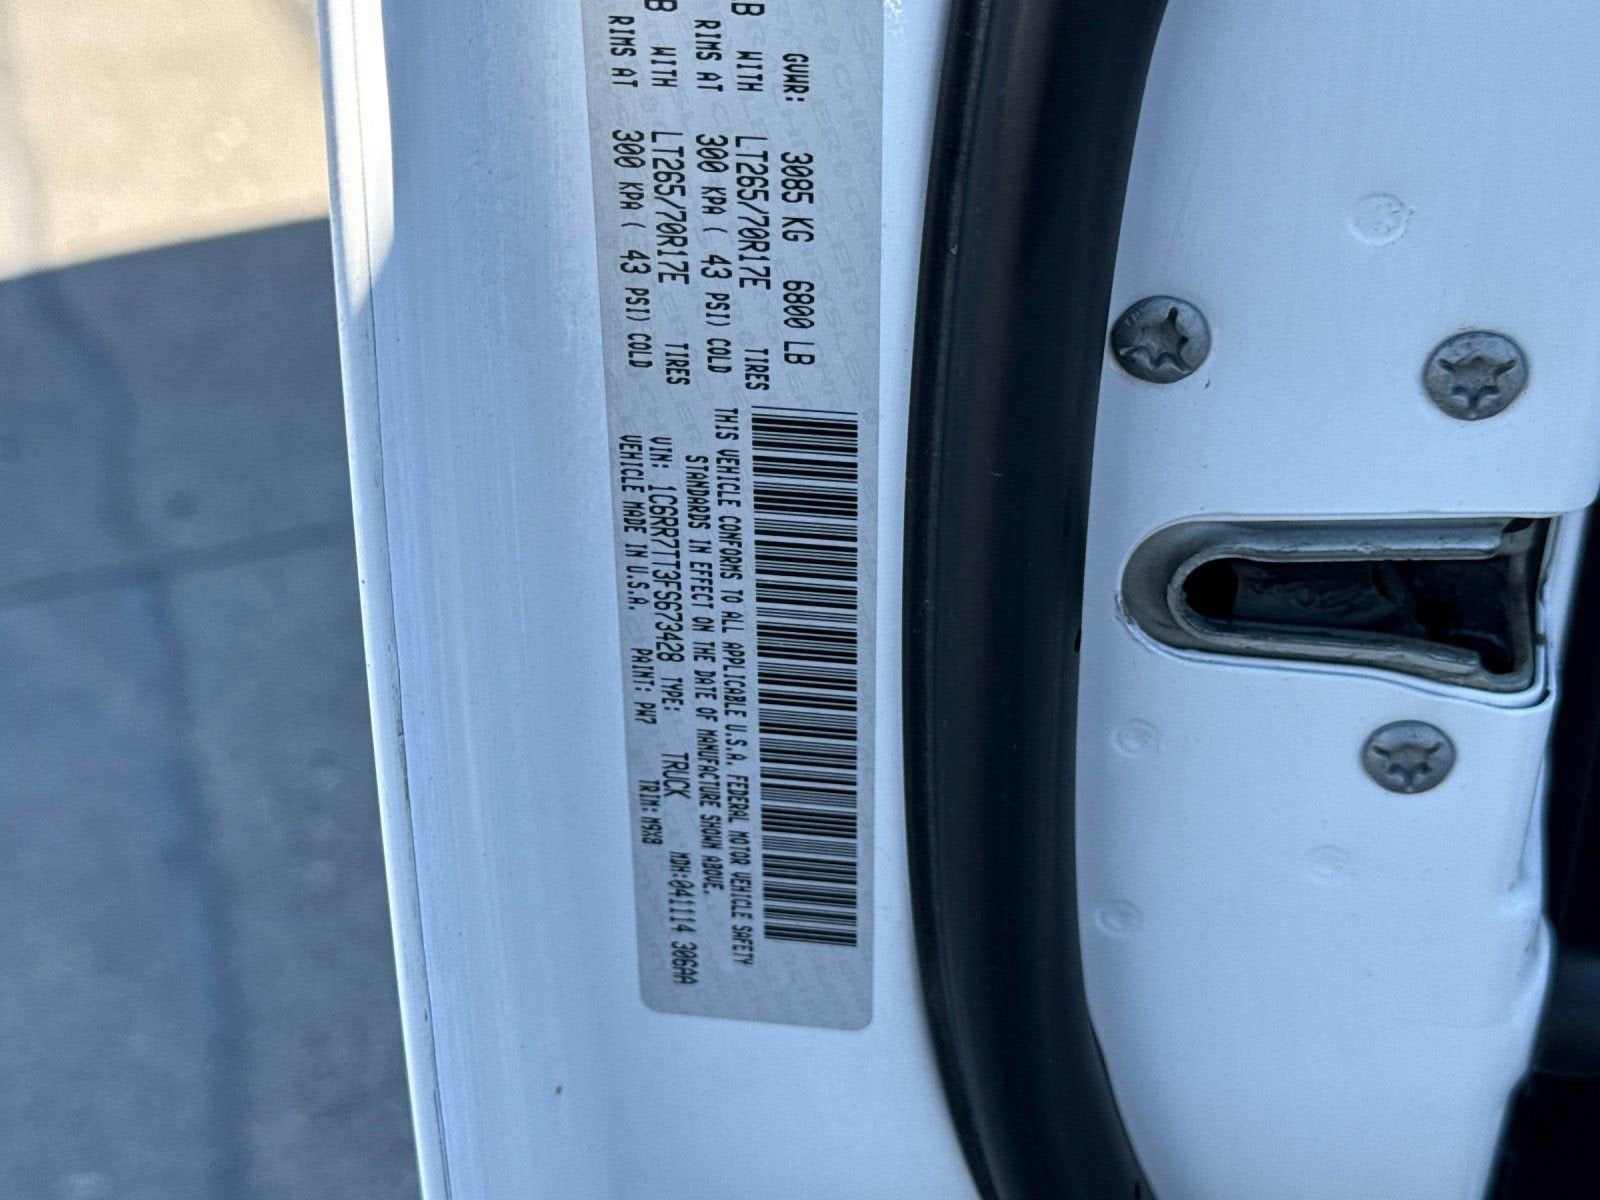 GVWR: 3085 KG 6800 LB
B WITH LT265/70R17E TIRES
RIMS AT 300 KPA ( 43 PSI) COLD
B WITH LT265/70R17E TIRES
RIMS AT 300 KPA ( 43 PSI) COLD
THIS VEHICLE CONFORMS TO ALL APPLICABLE U.S.A. FEDERAL MOTOR VEHICLE SAFETY
STANDARDS IN EFFECT ON THE DATE OF MANUFACTURE SHOWN ABOVE.
VIN: 1C6RR7TT3FS673428 TYPE: TRUCK MDH:041114 306AA
VEHICLE MADE IN U.S.A. PAINT: PW7 TRIM: M9X8